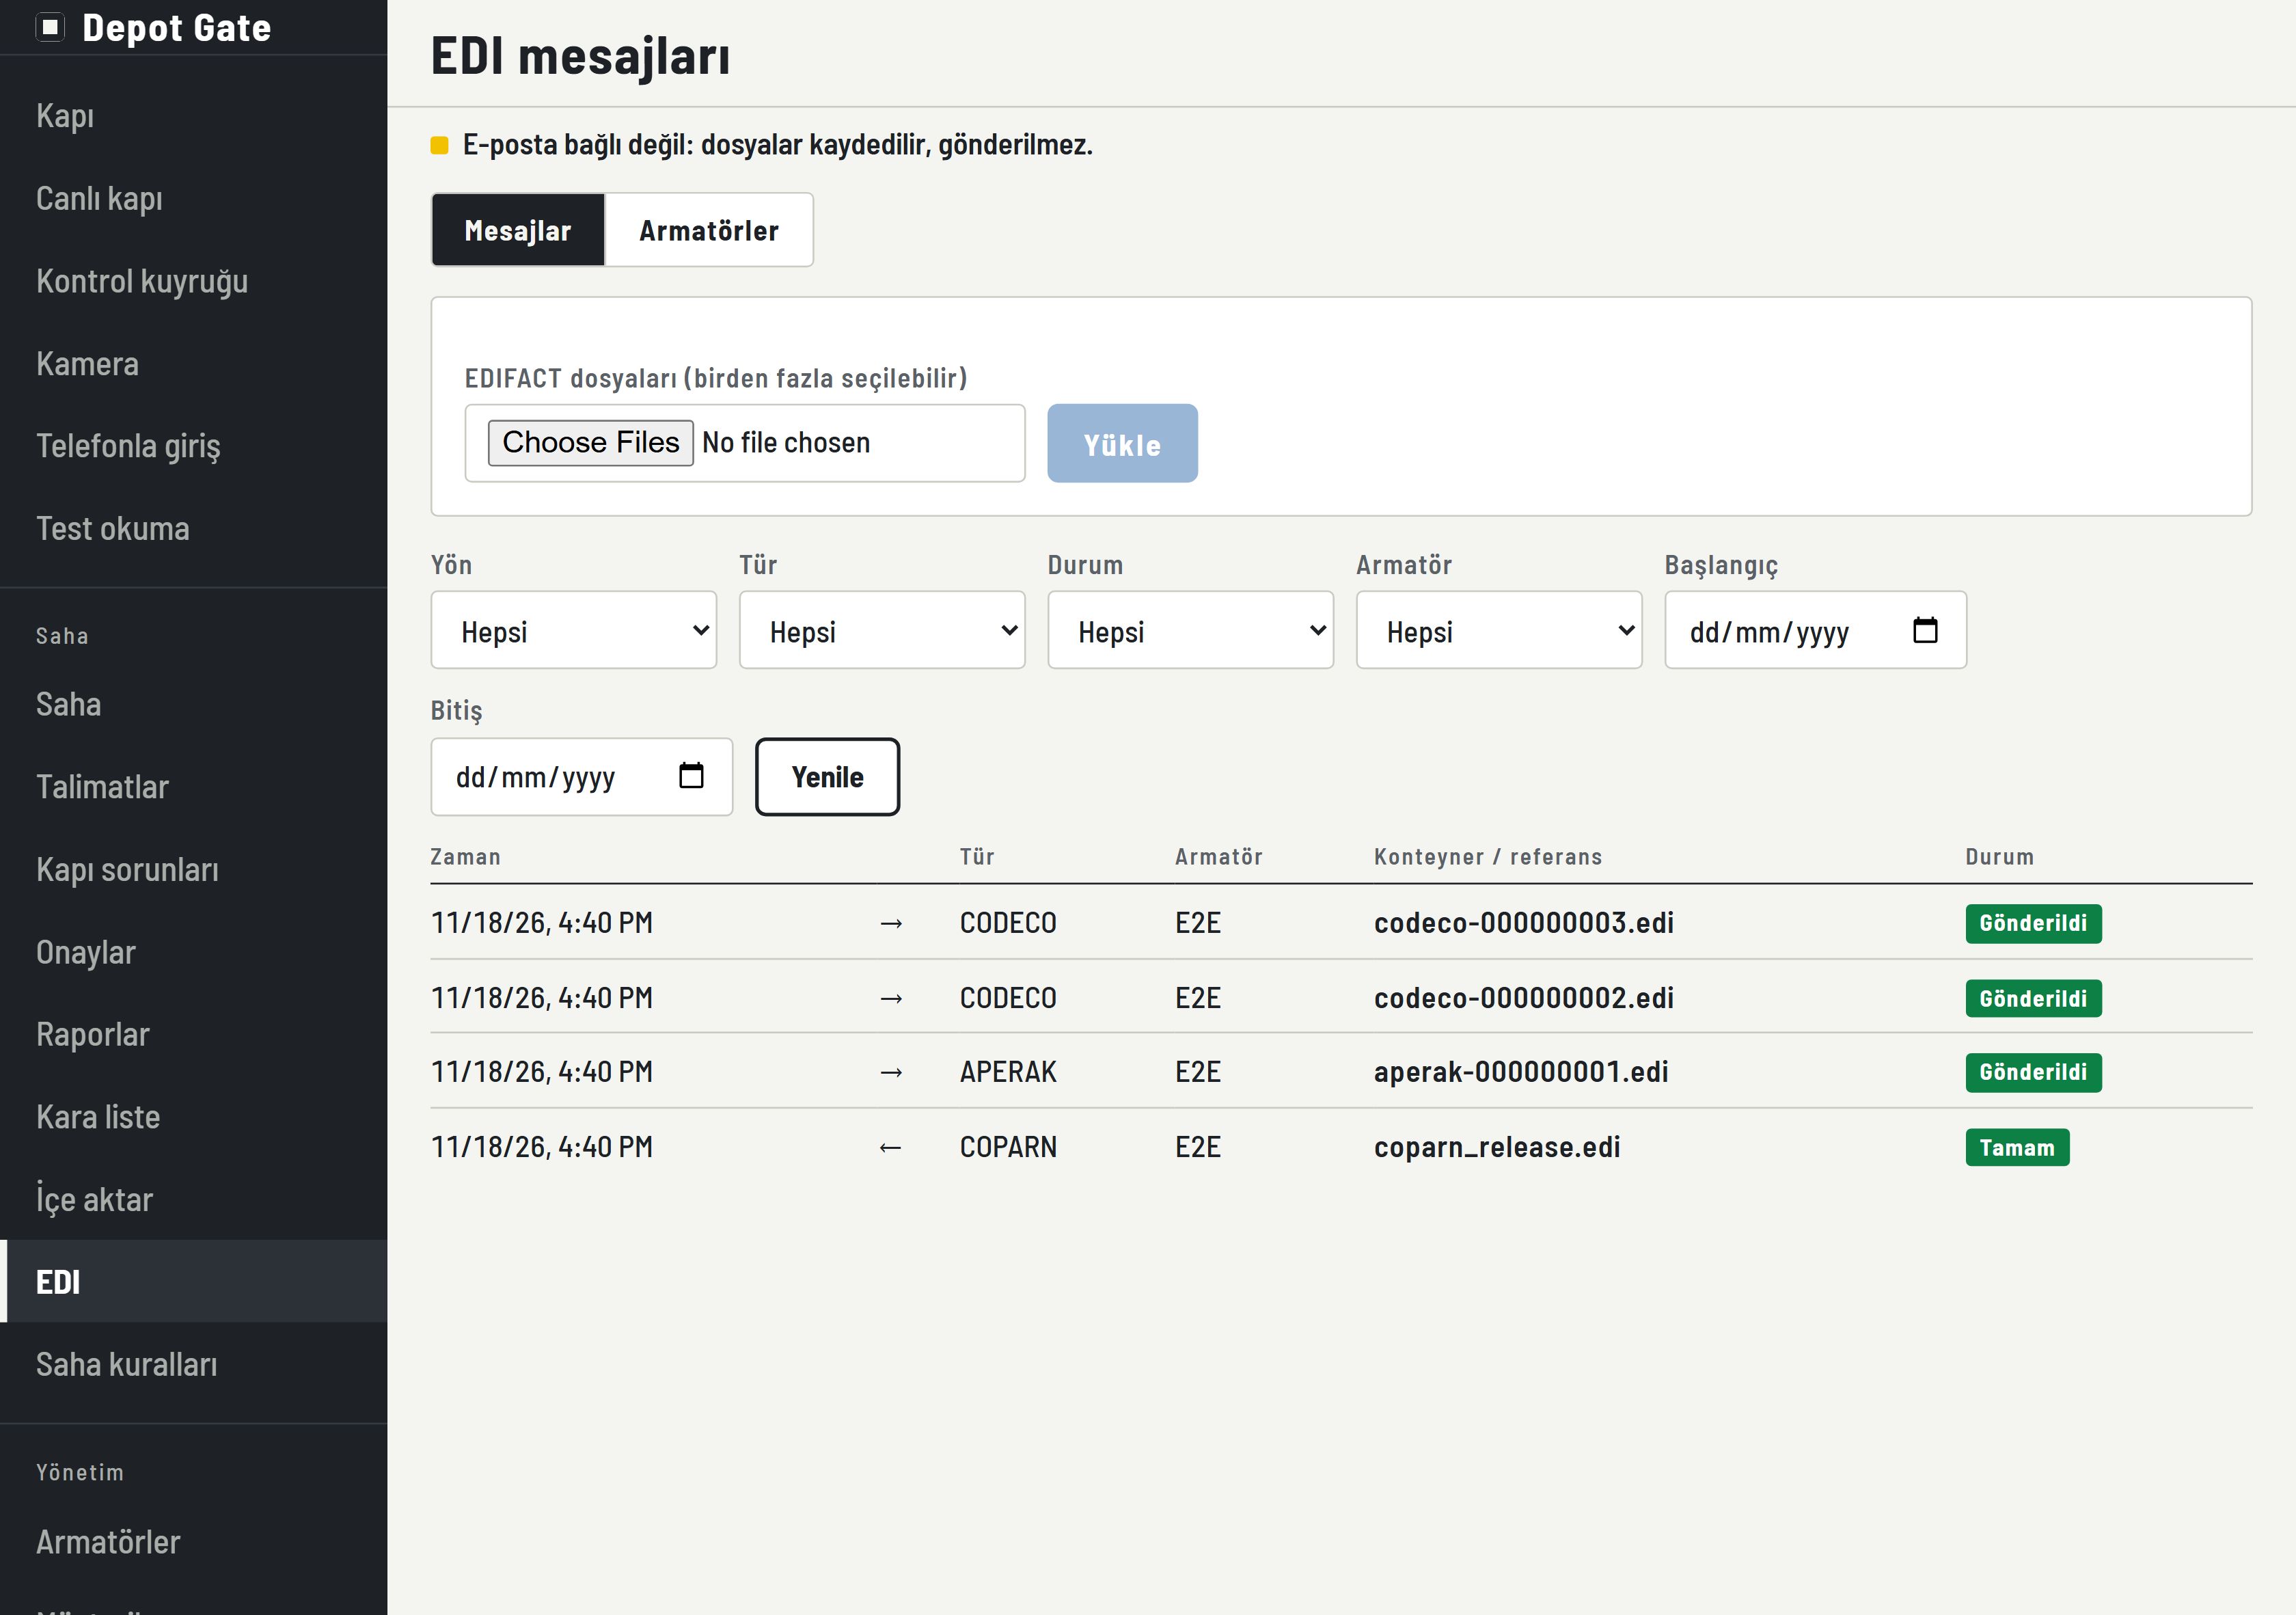 Depot Gate
Kapı
Canlı kapı
Kontrol kuyruğu
Kamera
Telefonla giriş
Test okuma
Saha
Saha
Talimatlar
Kapı sorunları
Onaylar
Raporlar
Kara liste
İçe aktar
EDI
Saha kuralları
Yönetim
Armatörler
EDI mesajları
E-posta bağlı değil: dosyalar kaydedilir, gönderilmez.
Mesajlar Armatörler
EDIFACT dosyaları (birden fazla seçilebilir)
Choose Files No file chosen Yükle
Yön Tür Durum Armatör Başlangıç
Hepsi Hepsi Hepsi Hepsi dd/mm/yyyy
Bitiş
dd/mm/yyyy Yenile
Zaman Tür Armatör Konteyner / referans Durum
11/18/26, 4:40 PM → CODECO E2E codeco-000000003.edi Gönderildi
11/18/26, 4:40 PM → CODECO E2E codeco-000000002.edi Gönderildi
11/18/26, 4:40 PM → APERAK E2E aperak-000000001.edi Gönderildi
11/18/26, 4:40 PM ← COPARN E2E coparn_release.edi Tamam